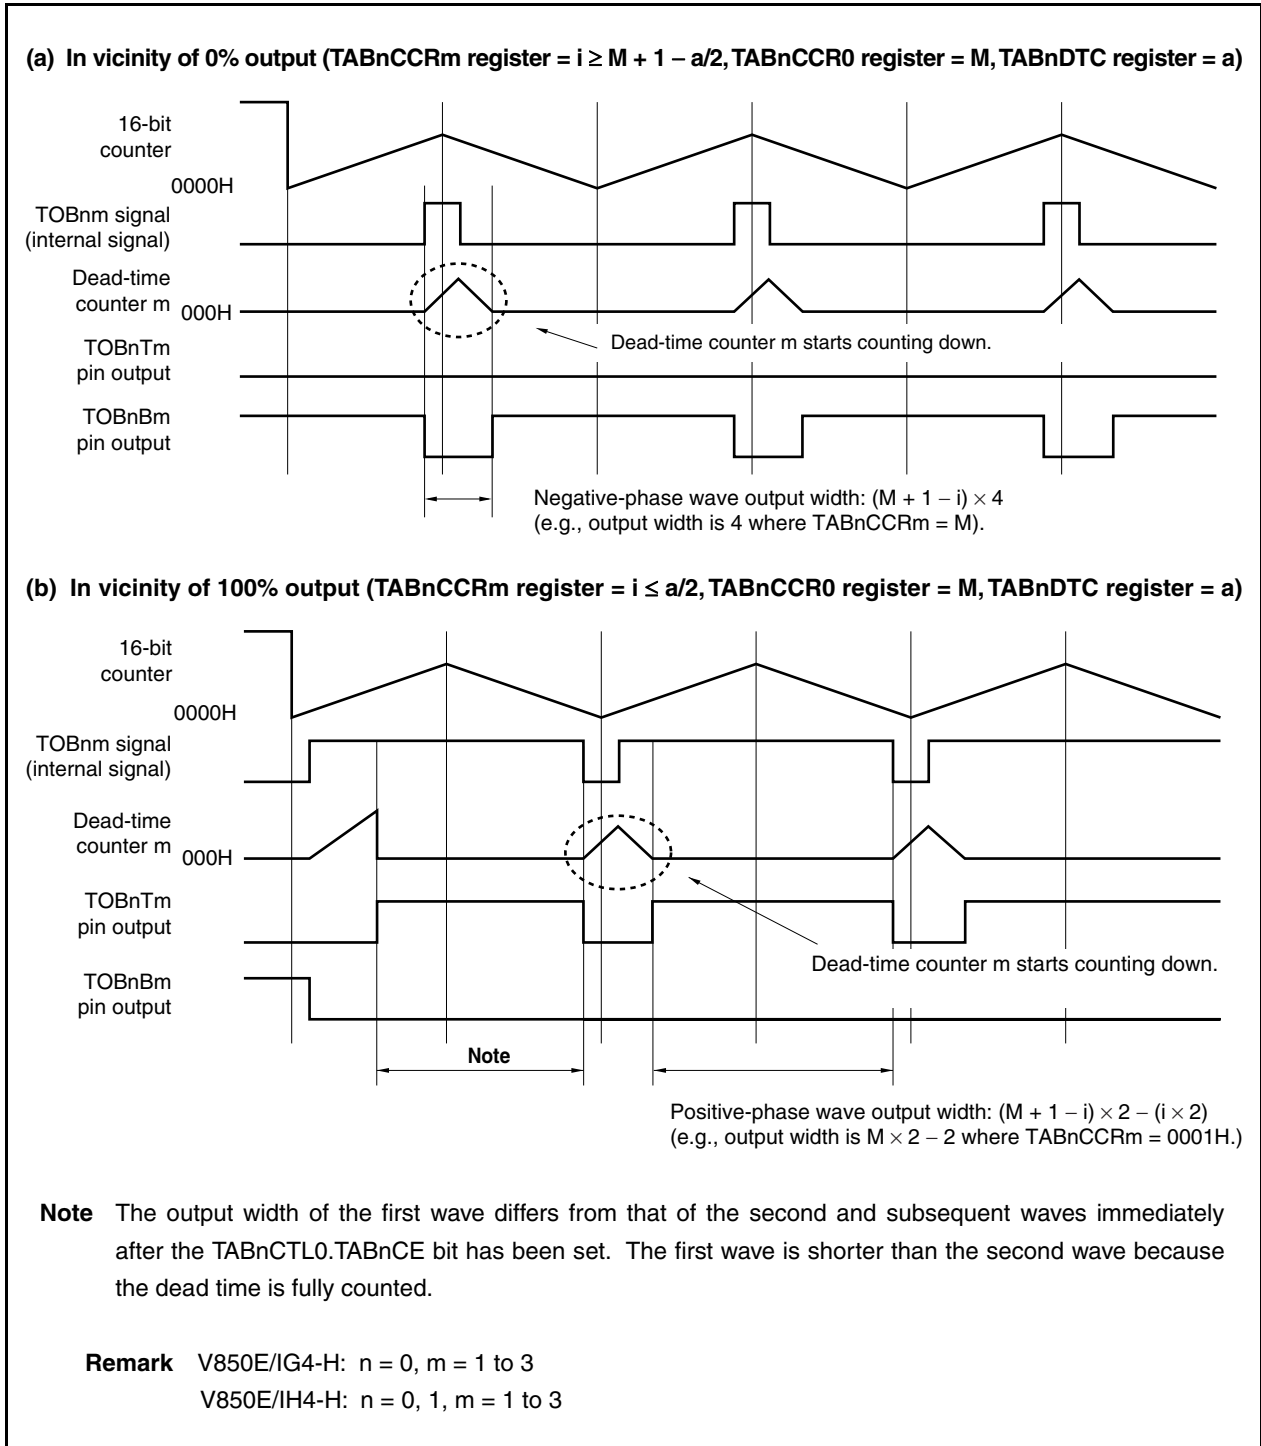 (a) In vicinity of 0% output (TABnCCRm register = i ≥ M + 1 – a/2, TABnCCR0 register = M, TABnDTC register = a)
16-bit
counter
0000H
TOBnm signal
(internal signal)
Dead-time
counter m
000H
Dead-time counter m starts counting down.
TOBnTm
pin output
TOBnBm
pin output
Negative-phase wave output width: (M + 1 – i) × 4
(e.g., output width is 4 where TABnCCRm = M).
(b) In vicinity of 100% output (TABnCCRm register = i ≤ a/2, TABnCCR0 register = M, TABnDTC register = a)
16-bit
counter
0000H
TOBnm signal
(internal signal)
Dead-time
counter m
000H
TOBnTm
pin output
Dead-time counter m starts counting down.
TOBnBm
pin output
Note
Positive-phase wave output width: (M + 1 – i) × 2 – (i × 2)
(e.g., output width is M × 2 – 2 where TABnCCRm = 0001H.)
Note The output width of the first wave differs from that of the second and subsequent waves immediately
after the TABnCTL0.TABnCE bit has been set. The first wave is shorter than the second wave because
the dead time is fully counted.
Remark V850E/IG4-H: n = 0, m = 1 to 3
V850E/IH4-H: n = 0, 1, m = 1 to 3